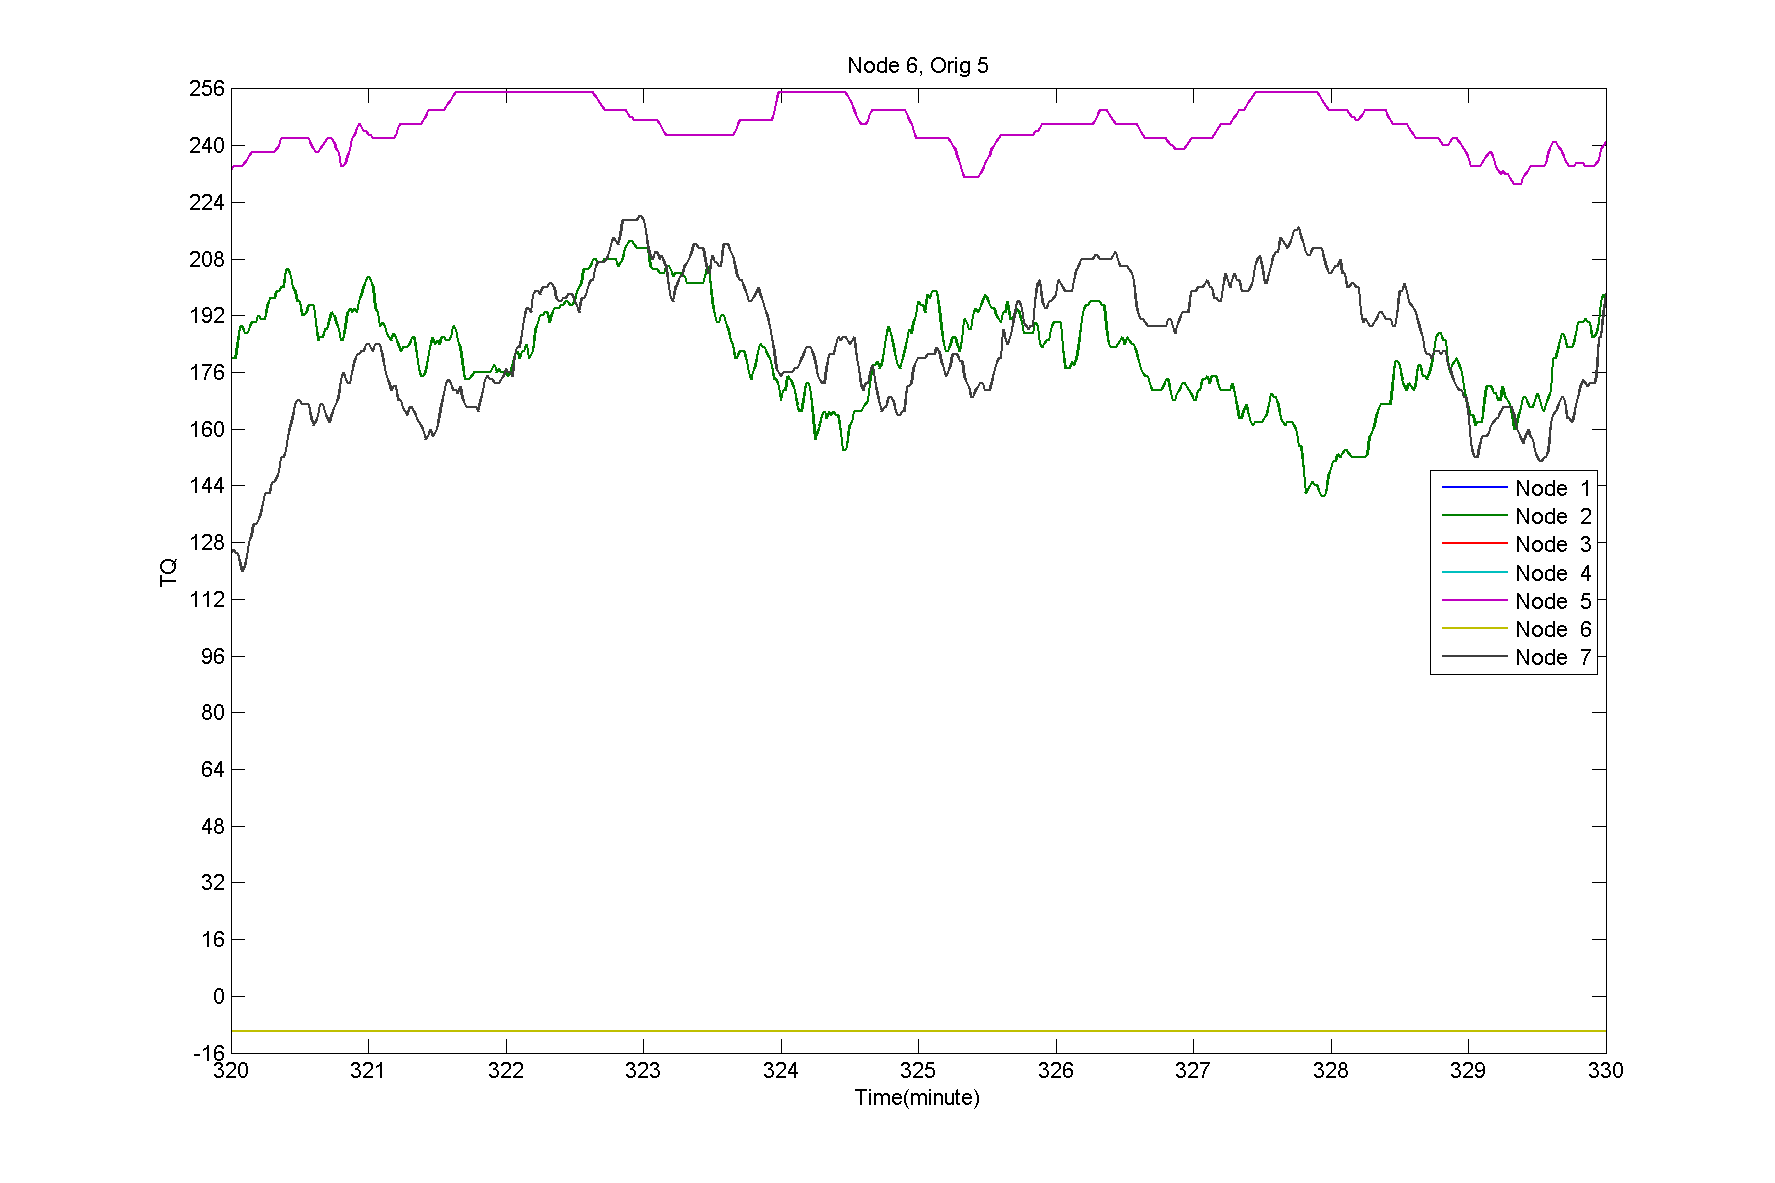 Node 6, Orig 5
256
240
224
208
192
176
160
144
128
112
96
80
64
48
32
16
0
-16
TQ
320 321 322 323 324 325 326 327 328 329 330
Time(minute)
Node 1
Node 2
Node 3
Node 4
Node 5
Node 6
Node 7